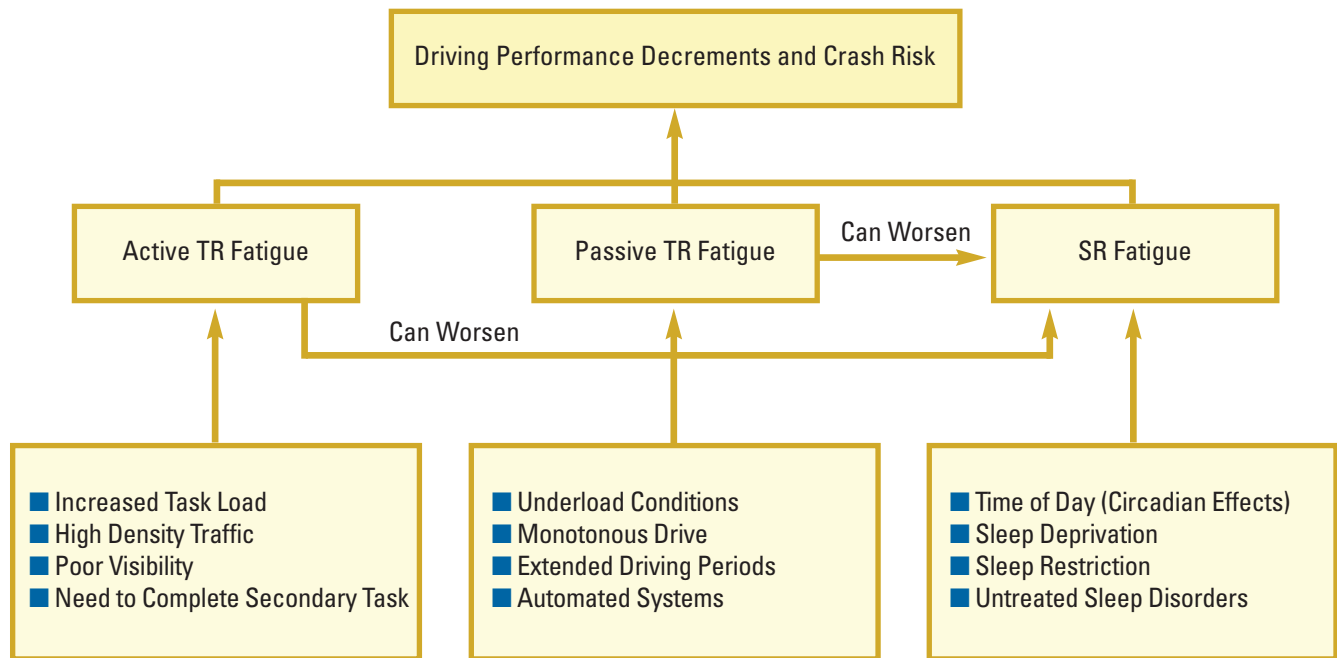 Driving Performance Decrements and Crash Risk
Active TR Fatigue
Passive TR Fatigue
Can Worsen
SR Fatigue
Can Worsen
■ Increased Task Load
■ High Density Traffic
■ Poor Visibility
■ Need to Complete Secondary Task
■ Underload Conditions
■ Monotonous Drive
■ Extended Driving Periods
■ Automated Systems
■ Time of Day (Circadian Effects)
■ Sleep Deprivation
■ Sleep Restriction
■ Untreated Sleep Disorders